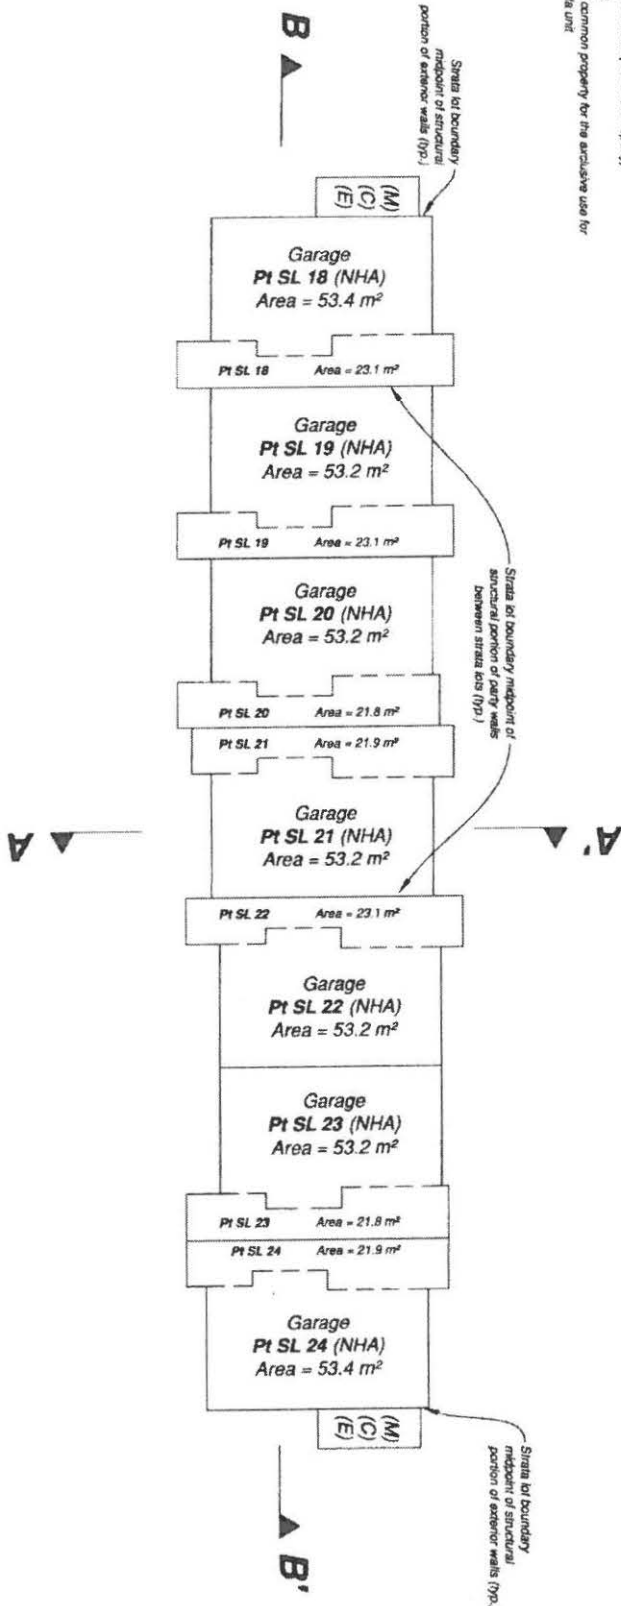 common property for the exclusive use for
B
Strata lot boundary
midpoint of structural
portion of exterior walls (typ.)
(M)
(C)
(E)
Garage
Pt SL 18 (NHA)
Area = 53.4 m²
Pt SL 18 Area = 23.1 m²
Garage
Pt SL 19 (NHA)
Area = 53.2 m²
Pt SL 19 Area = 23.1 m²
Strata lot boundary midpoint of
structural portion of party walls
between strata lots (typ.)
Garage
Pt SL 20 (NHA)
Area = 53.2 m²
Pt SL 20 Area = 21.8 m²
Pt SL 21 Area = 21.9 m²
Garage
Pt SL 21 (NHA)
Area = 53.2 m²
A
A'
Pt SL 22 Area = 23.1 m²
Garage
Pt SL 22 (NHA)
Area = 53.2 m²
Garage
Pt SL 23 (NHA)
Area = 53.2 m²
Pt SL 23 Area = 21.8 m²
Pt SL 24 Area = 21.9 m²
Garage
Pt SL 24 (NHA)
Area = 53.4 m²
(M)
(C)
(E)
Strata lot boundary
midpoint of structural
portion of exterior walls (typ.
B'